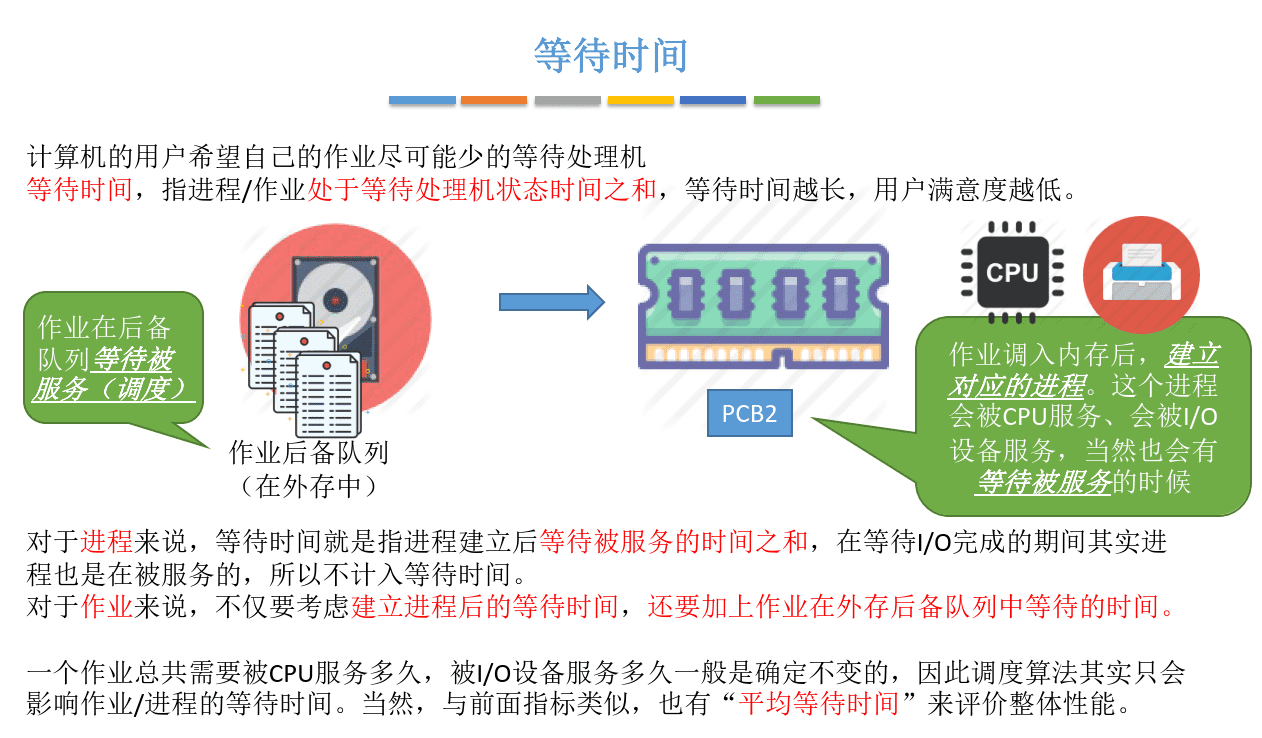 等待时间
计算机的用户希望自己的作业尽可能少的等待处理机
等待时间，指进程/作业处于等待处理机状态时间之和，等待时间越长，用户满意度越低。
作业在后备
队列等待被
服务（调度）
作业后备队列
（在外存中）
PCB2
CPU
作业调入内存后，建立
对应的进程。这个进程
会被CPU服务、会被I/O
设备服务，当然也会有
等待被服务的时候
对于进程来说，等待时间就是指进程建立后等待被服务的时间之和，在等待I/O完成的期间其实进
程也是在被服务的，所以不计入等待时间。
对于作业来说，不仅要考虑建立进程后的等待时间，还要加上作业在外存后备队列中等待的时间。
一个作业总共需要被CPU服务多久，被I/O设备服务多久一般是确定不变的，因此调度算法其实只会
影响作业/进程的等待时间。当然，与前面指标类似，也有“平均等待时间”来评价整体性能。